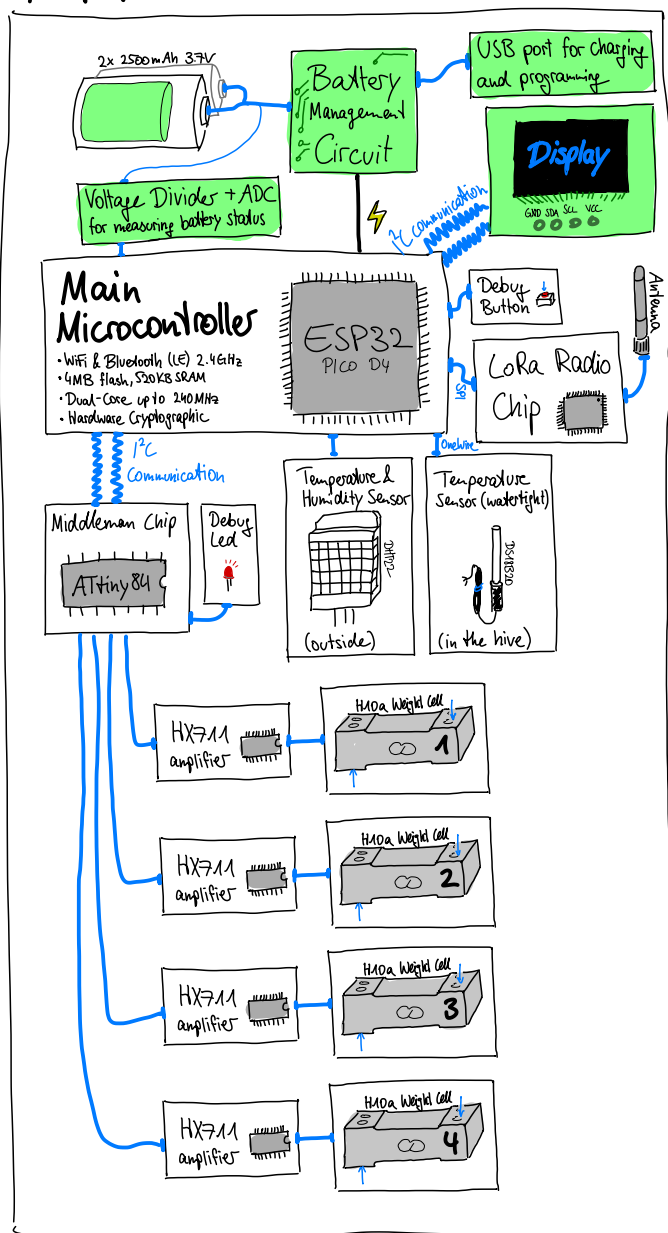 2x 2500mAh 3.7V
Battery
Management
Circuit
USB port for charging
and programming
Display
GND SDA SCL VCC
Voltage Divider + ADC
for measuring battery status
I²C communication
Main
Microcontroller
• WiFi & Bluetooth (LE) 2.4GHz
• 4MB flash, 520KB SRAM
• Dual-Core up to 240MHz
• Hardware Cryptographic
ESP32
PICO D4
Debug
Button
Antenna
LoRa Radio
Chip
SPI
I²C
Communication
Onewire
Middleman Chip
ATtiny84
Debug
Led
Temperature &
Humidity Sensor
DHT22
(outside)
Temperature
Sensor (watertight)
DS18B20
(in the hive)
HX711
amplifier
H10a Weight Cell
1
HX711
amplifier
H10a Weight Cell
2
HX711
amplifier
H10a Weight Cell
3
HX711
amplifier
H10a Weight Cell
4